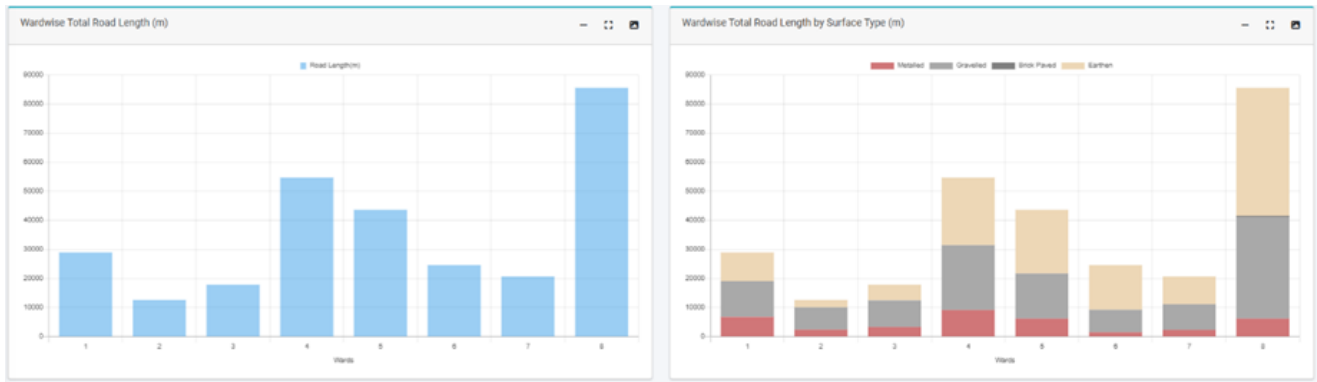 Wardwise Total Road Length (m)
Road Length(m)
90000
80000
70000
60000
50000
40000
30000
20000
10000
0
1 2 3 4 5 6 7 8
Wards
Wardwise Total Road Length by Surface Type (m)
Metalled Gravelled Brick Paved Earthen
90000
80000
70000
60000
50000
40000
30000
20000
10000
0
1 2 3 4 5 6 7 8
Wards